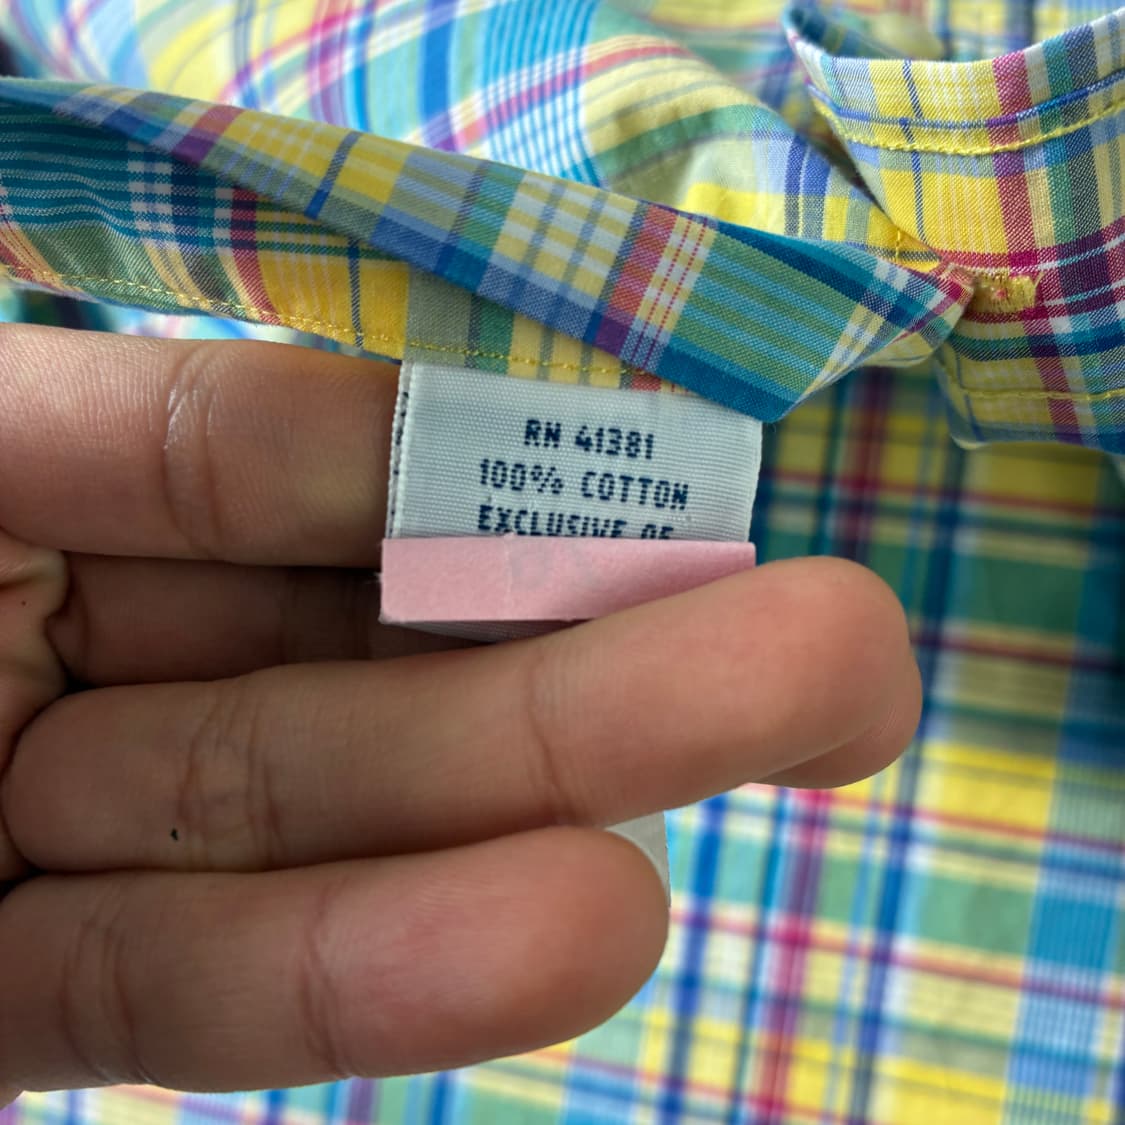 RN 41381
100% COTTON
EXCLUSIVE OF